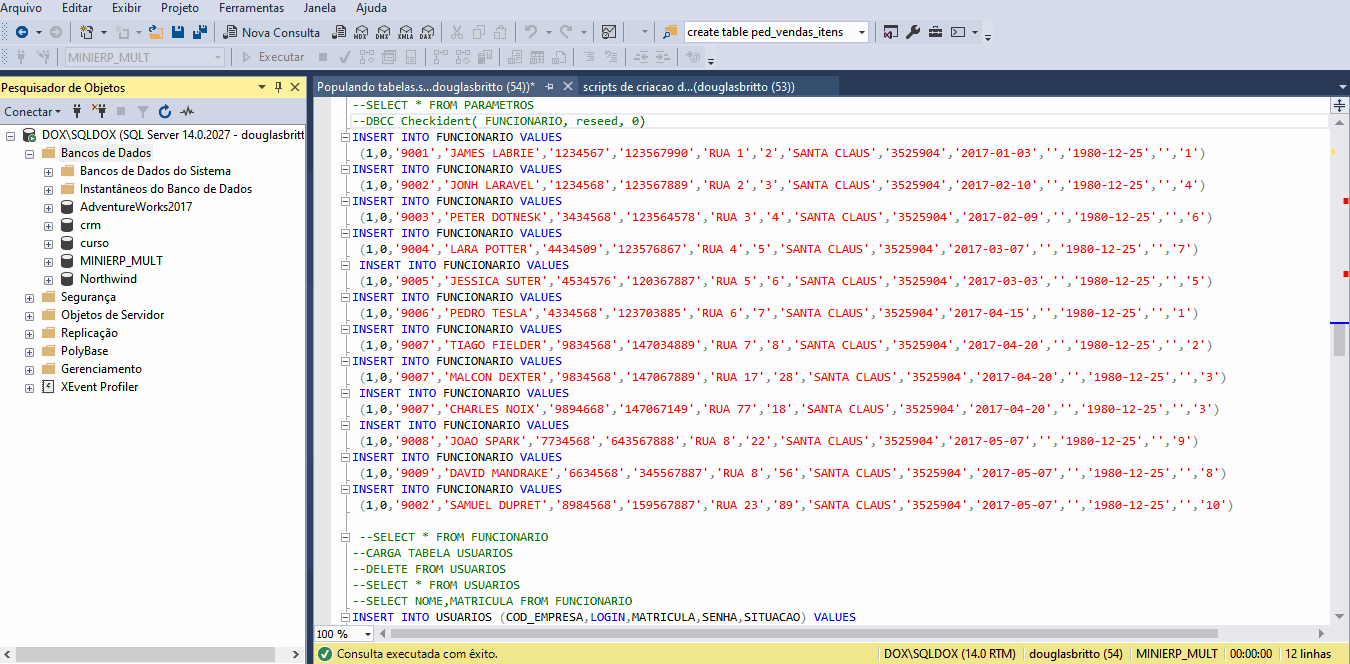 Arquivo Editar Exibir Projeto Ferramentas Janela Ajuda
Nova Consulta MDX DMX XMLA DAX create table ped_vendas_itens
MINIERP_MULT Executar
Pesquisador de Objetos
Conectar
DOX\SQLDOX (SQL Server 14.0.2027 - douglasbritt
Bancos de Dados
Bancos de Dados do Sistema
Instantâneos do Banco de Dados
AdventureWorks2017
crm
curso
MINIERP_MULT
Northwind
Segurança
Objetos de Servidor
Replicação
PolyBase
Gerenciamento
XEvent Profiler
Populando tabelas.s...douglasbritto (54))* scripts de criacao d...(douglasbritto (53))
--SELECT * FROM PARAMETROS
--DBCC Checkident( FUNCIONARIO, reseed, 0)
INSERT INTO FUNCIONARIO VALUES
(1,0,'9001','JAMES LABRIE','1234567','123567990','RUA 1','2','SANTA CLAUS','3525904','2017-01-03','','1980-12-25','','1')
INSERT INTO FUNCIONARIO VALUES
(1,0,'9002','JONH LARAVEL','1234568','123567889','RUA 2','3','SANTA CLAUS','3525904','2017-02-10','','1980-12-25','','4')
INSERT INTO FUNCIONARIO VALUES
(1,0,'9003','PETER DOTNESK','3434568','123564578','RUA 3','4','SANTA CLAUS','3525904','2017-02-09','','1980-12-25','','6')
INSERT INTO FUNCIONARIO VALUES
(1,0,'9004','LARA POTTER','4434509','123576867','RUA 4','5','SANTA CLAUS','3525904','2017-03-07','','1980-12-25','','7')
INSERT INTO FUNCIONARIO VALUES
(1,0,'9005','JESSICA SUTER','4534576','120367887','RUA 5','6','SANTA CLAUS','3525904','2017-03-03','','1980-12-25','','5')
INSERT INTO FUNCIONARIO VALUES
(1,0,'9006','PEDRO TESLA','4334568','123703885','RUA 6','7','SANTA CLAUS','3525904','2017-04-15','','1980-12-25','','1')
INSERT INTO FUNCIONARIO VALUES
(1,0,'9007','TIAGO FIELDER','9834568','147034889','RUA 7','8','SANTA CLAUS','3525904','2017-04-20','','1980-12-25','','2')
INSERT INTO FUNCIONARIO VALUES
(1,0,'9007','MALCON DEXTER','9834568','147067889','RUA 17','28','SANTA CLAUS','3525904','2017-04-20','','1980-12-25','','3')
INSERT INTO FUNCIONARIO VALUES
(1,0,'9007','CHARLES NOIX','9894668','147067149','RUA 77','18','SANTA CLAUS','3525904','2017-04-20','','1980-12-25','','3')
INSERT INTO FUNCIONARIO VALUES
(1,0,'9008','JOAO SPARK','7734568','643567888','RUA 8','22','SANTA CLAUS','3525904','2017-05-07','','1980-12-25','','9')
INSERT INTO FUNCIONARIO VALUES
(1,0,'9009','DAVID MANDRAKE','6634568','345567887','RUA 8','56','SANTA CLAUS','3525904','2017-05-07','','1980-12-25','','8')
INSERT INTO FUNCIONARIO VALUES
(1,0,'9002','SAMUEL DUPRET','8984568','159567887','RUA 23','89','SANTA CLAUS','3525904','2017-05-07','','1980-12-25','','10')
--SELECT * FROM FUNCIONARIO
--CARGA TABELA USUARIOS
--DELETE FROM USUARIOS
--SELECT * FROM USUARIOS
--SELECT NOME,MATRICULA FROM FUNCIONARIO
INSERT INTO USUARIOS (COD_EMPRESA,LOGIN,MATRICULA,SENHA,SITUACAO) VALUES
100 %
Consulta executada com êxito. DOX\SQLDOX (14.0 RTM) douglasbritto (54) MINIERP_MULT 00:00:00 12 linhas